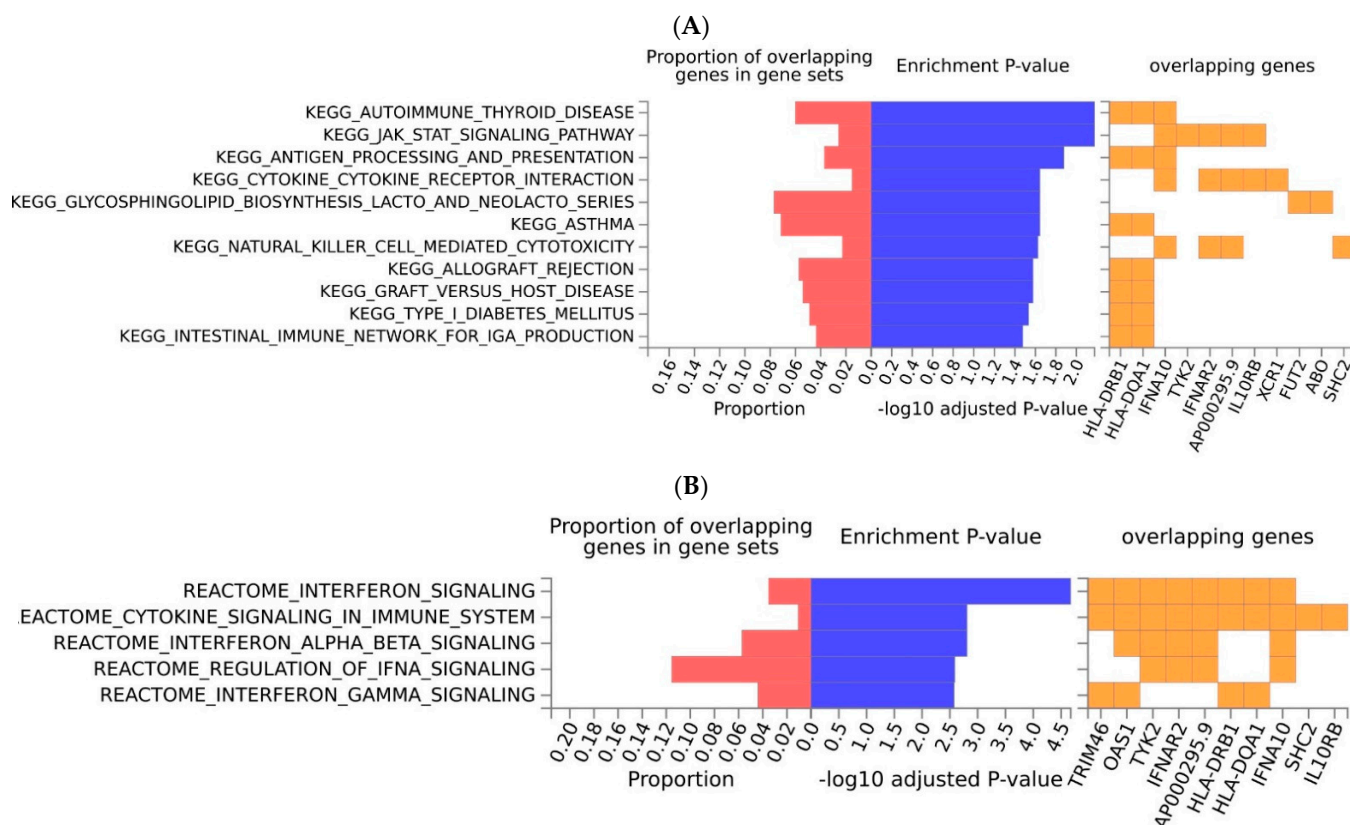 (A)
Proportion of overlapping
genes in gene sets
Enrichment P-value
overlapping genes
KEGG_AUTOIMMUNE_THYROID_DISEASE
KEGG_JAK_STAT_SIGNALING_PATHWAY
KEGG_ANTIGEN_PROCESSING_AND_PRESENTATION
KEGG_CYTOKINE_CYTOKINE_RECEPTOR_INTERACTION
KEGG_GLYCOSPHINGOLIPID_BIOSYNTHESIS_LACTO_AND_NEOLACTO_SERIES
KEGG_ASTHMA
KEGG_NATURAL_KILLER_CELL_MEDIATED_CYTOTOXICITY
KEGG_ALLOGRAFT_REJECTION
KEGG_GRAFT_VERSUS_HOST_DISEASE
KEGG_TYPE_I_DIABETES_MELLITUS
KEGG_INTESTINAL_IMMUNE_NETWORK_FOR_IGA_PRODUCTION
0.16 0.14 0.12 0.10 0.08 0.06 0.04 0.02 0.0 0.2 0.4 0.6 0.8 1.0 1.2 1.4 1.6 1.8 2.0
HLA-DRB1 HLA-DQA1 IFNA10 TYK2 IFNAR2 AP000295.9 IL10RB XCR1 FUT2 ABO SHC2
Proportion
-log10 adjusted P-value
(B)
Proportion of overlapping
genes in gene sets
Enrichment P-value
overlapping genes
REACTOME_INTERFERON_SIGNALING
EACTOME_CYTOKINE_SIGNALING_IN_IMMUNE_SYSTEM
REACTOME_INTERFERON_ALPHA_BETA_SIGNALING
REACTOME_REGULATION_OF_IFNA_SIGNALING
REACTOME_INTERFERON_GAMMA_SIGNALING
0.20 0.18 0.16 0.14 0.12 0.10 0.08 0.06 0.04 0.02 0.0 0.5 1.0 1.5 2.0 2.5 3.0 3.5 4.0 4.5
TRIM46 OAS1 TYK2 IFNAR2 AP000295.9 HLA-DRB1 HLA-DQA1 IFNA10 SHC2 IL10RB
Proportion
-log10 adjusted P-value